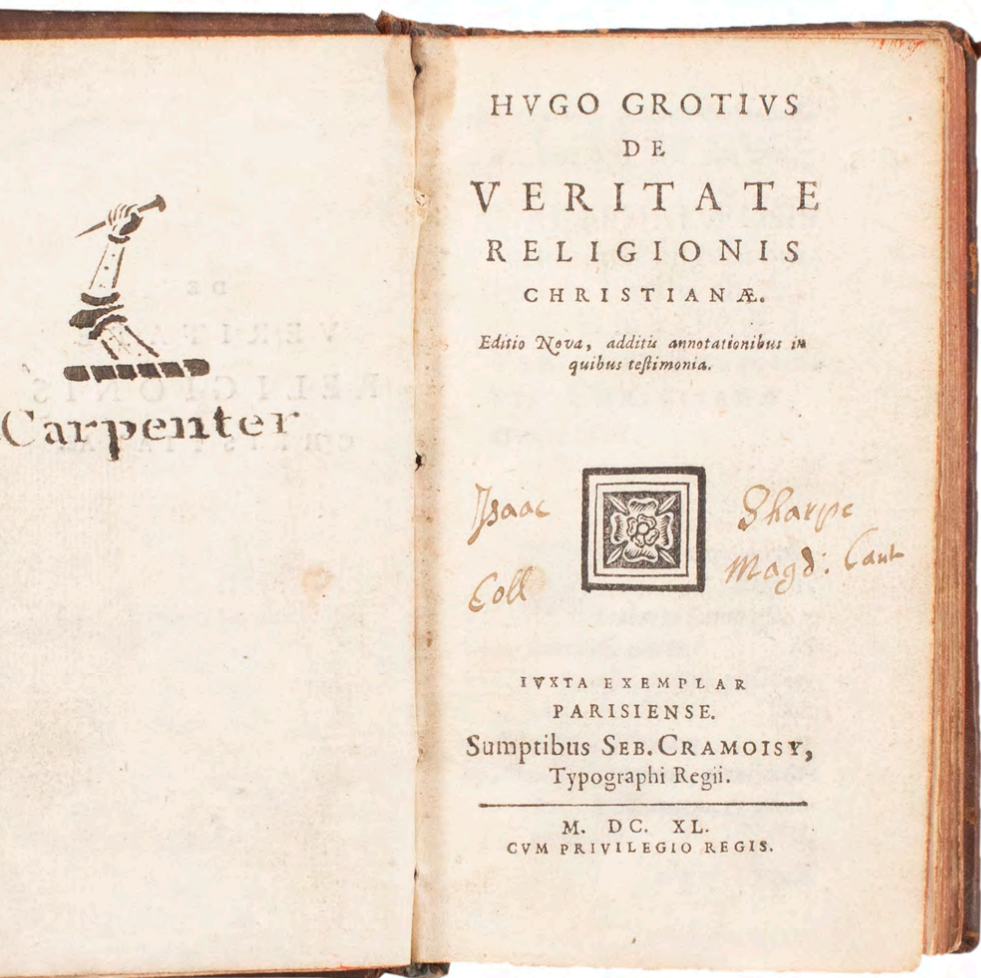 Carpenter
HVGO GROTIVS
DE
VERITATE
RELIGIONIS
CHRISTIANÆ.
Editio Nova, additis annotationibus in
quibus teſtimonia.
Isaac Sharpe
Coll Magd: Cant
IVXTA EXEMPLAR
PARISIENSE.
Sumptibus SEB. CRAMOISY,
Typographi Regii.
M. DC. XL.
CVM PRIVILEGIO REGIS.